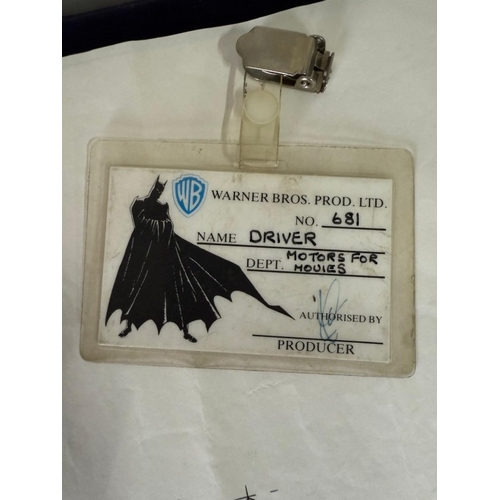 WB
WARNER BROS. PROD. LTD.
NO. 681
NAME DRIVER
DEPT. MOTORS FOR
MOVIES
AUTHORISED BY
PRODUCER